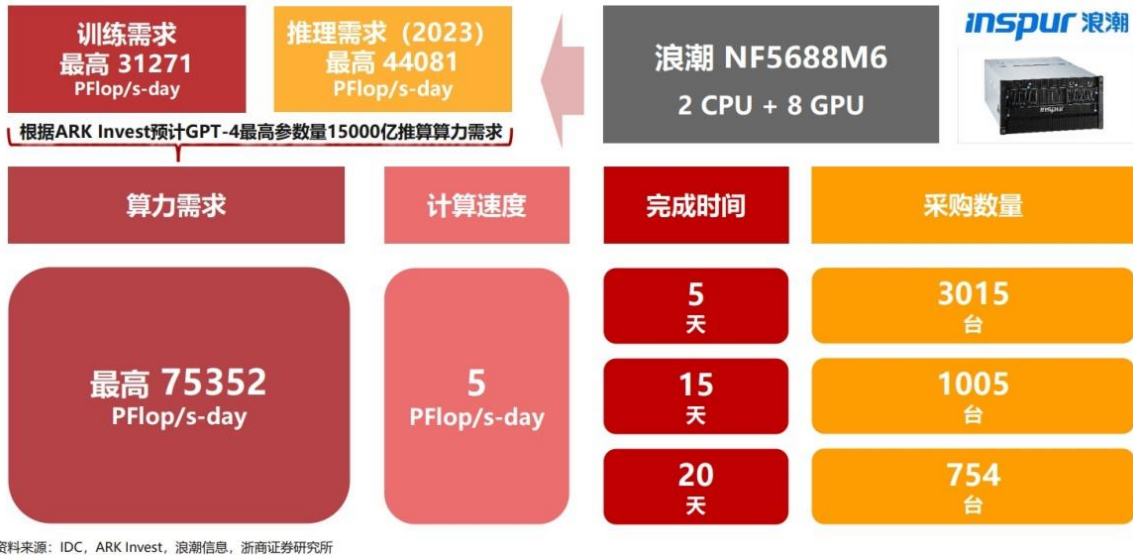 训练需求
最高 31271
PFlop/s-day
推理需求（2023）
最高 44081
PFlop/s-day
浪潮 NF5688M6
2 CPU + 8 GPU
inspur 浪潮
inspur
根据ARK Invest预计GPT-4最高参数量15000亿推算算力需求
算力需求
计算速度
完成时间
采购数量
最高 75352
PFlop/s-day
5
PFlop/s-day
5
天
3015
台
15
天
1005
台
20
天
754
台
资料来源：IDC，ARK Invest，浪潮信息，浙商证券研究所